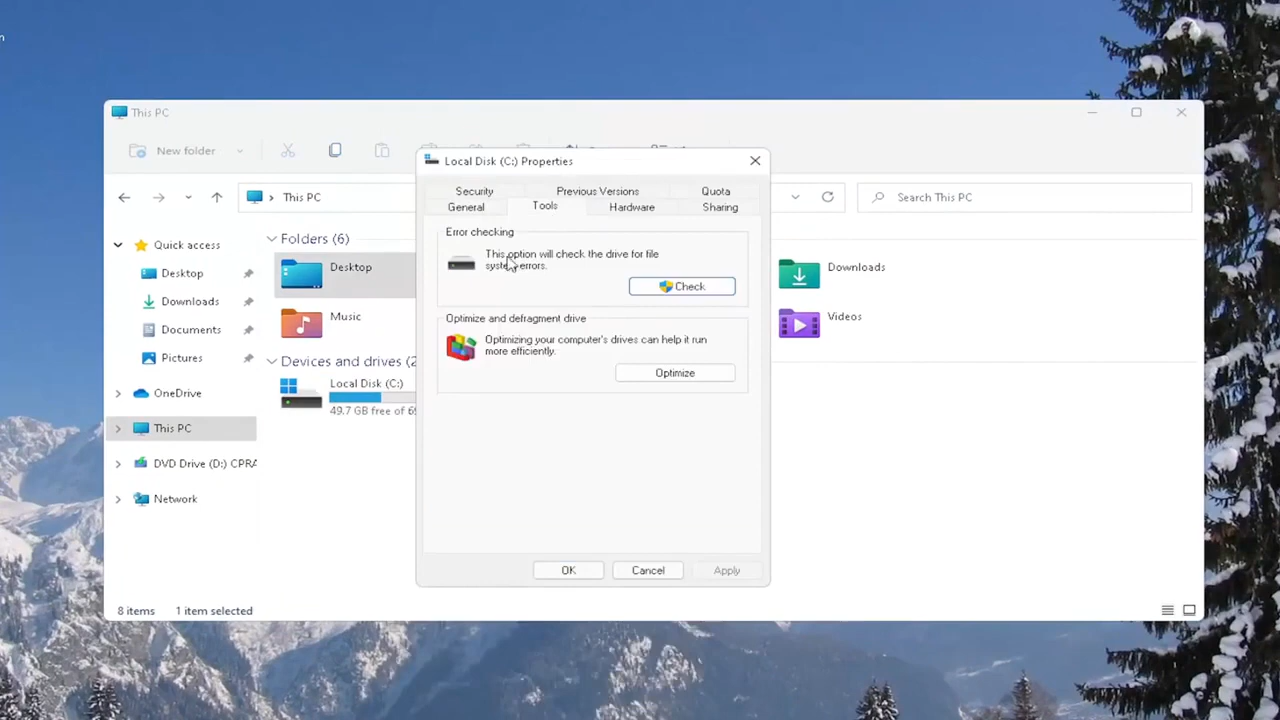 n
This PC
New folder
Local Disk (C:) Properties
This PC
Search This PC
Security
Previous Versions
Quota
General
Tools
Hardware
Sharing
Quick access
Desktop
Downloads
Documents
Pictures
OneDrive
This PC
DVD Drive (D:) CPRA
Network
Folders (6)
Desktop
Music
Devices and drives (2
Local Disk (C:)
49.7 GB free of 69
Error checking
This option will check the drive for file
system errors.
Check
Optimize and defragment drive
Optimizing your computer's drives can help it run
more efficiently.
Optimize
OK
Cancel
Apply
Downloads
Videos
8 items
1 item selected